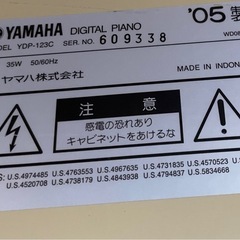 YAMAHA DIGITAL PIANO '05 製
DEL YDP-123C SER. NO. 609338 WD08
35W 50/60Hz
ヤマハ株式会社 MADE IN INDON
注 意
感電の恐れあり
キャビネットをあけるな
U.S.4974485 U.S.4763553 U.S.4967635 U.S.4731835 U.S.4570523
U.S.4520708 U.S.4738179 U.S.4843938 U.S.4794837 U.S.5834668